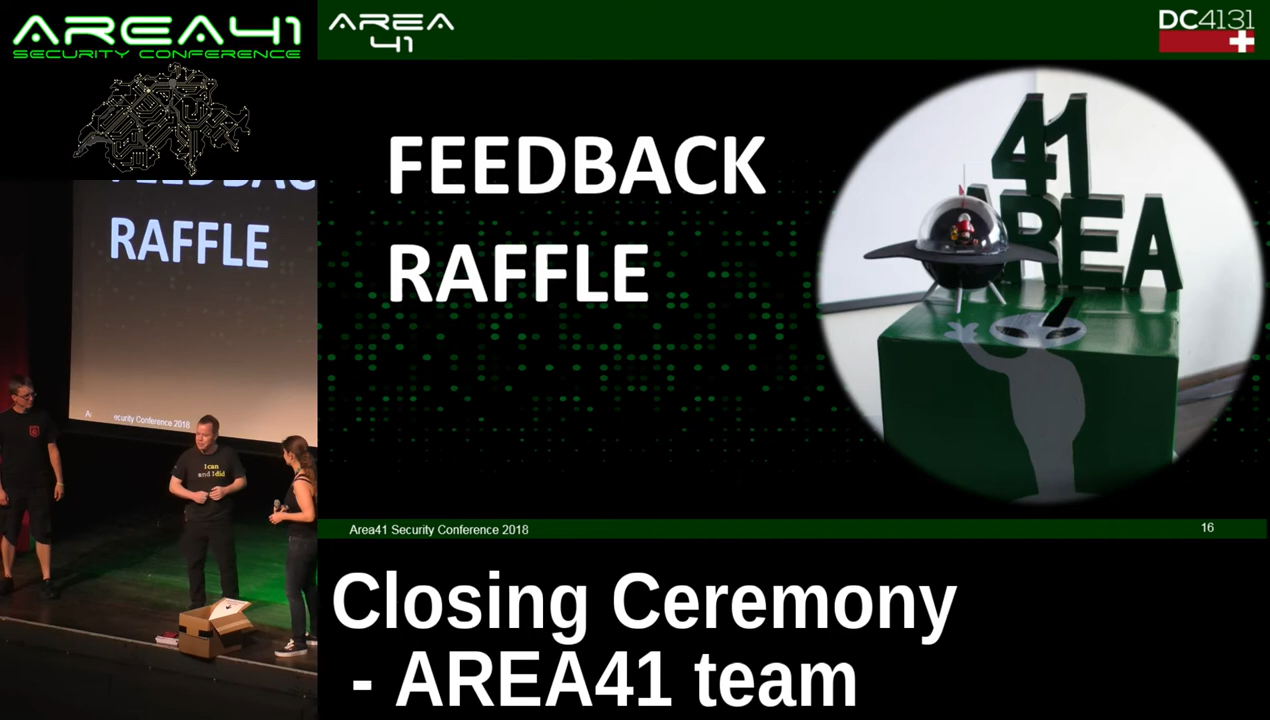 AREA41
SECURITY CONFERENCE
AREA
41
DC4131
FEEDBACK
RAFFLE
41
AREA
RAFFLE
ecurity Conference 2018
I can
and I did
Area41 Security Conference 2018
16
Closing Ceremony
- AREA41 team